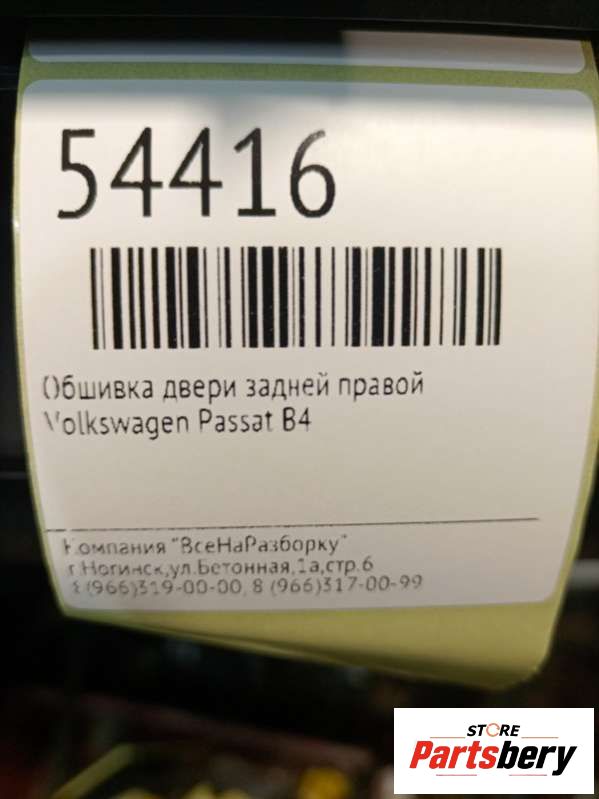 54416
Обшивка двери задней правой
Volkswagen Passat B4
Компания "ВсеНаРазборку"
г.Ногинск,ул.Бетонная,1а,стр.6
8 (966)319-00-00, 8 (966)317-00-99
STORE
Partsbery